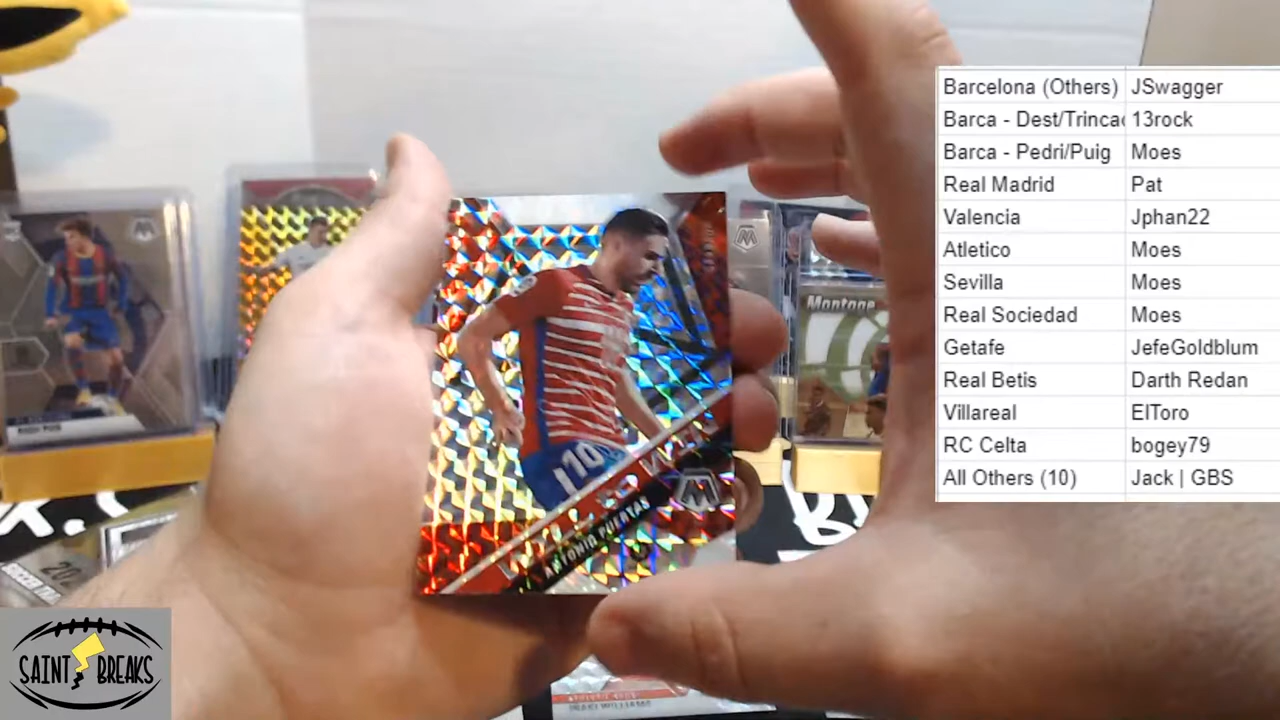 Barcelona (Others) JSwagger
Barca - Dest/Trincac 13rock
Barca - Pedri/Puig Moes
Real Madrid Pat
Valencia Jphan22
Atletico Moes
Sevilla Moes
Real Sociedad Moes
Getafe JefeGoldblum
Real Betis Darth Redan
Villareal ElToro
RC Celta bogey79
All Others (10) Jack | GBS
Montage
10
ANTONIO PUERTAS
SAINT BREAKS